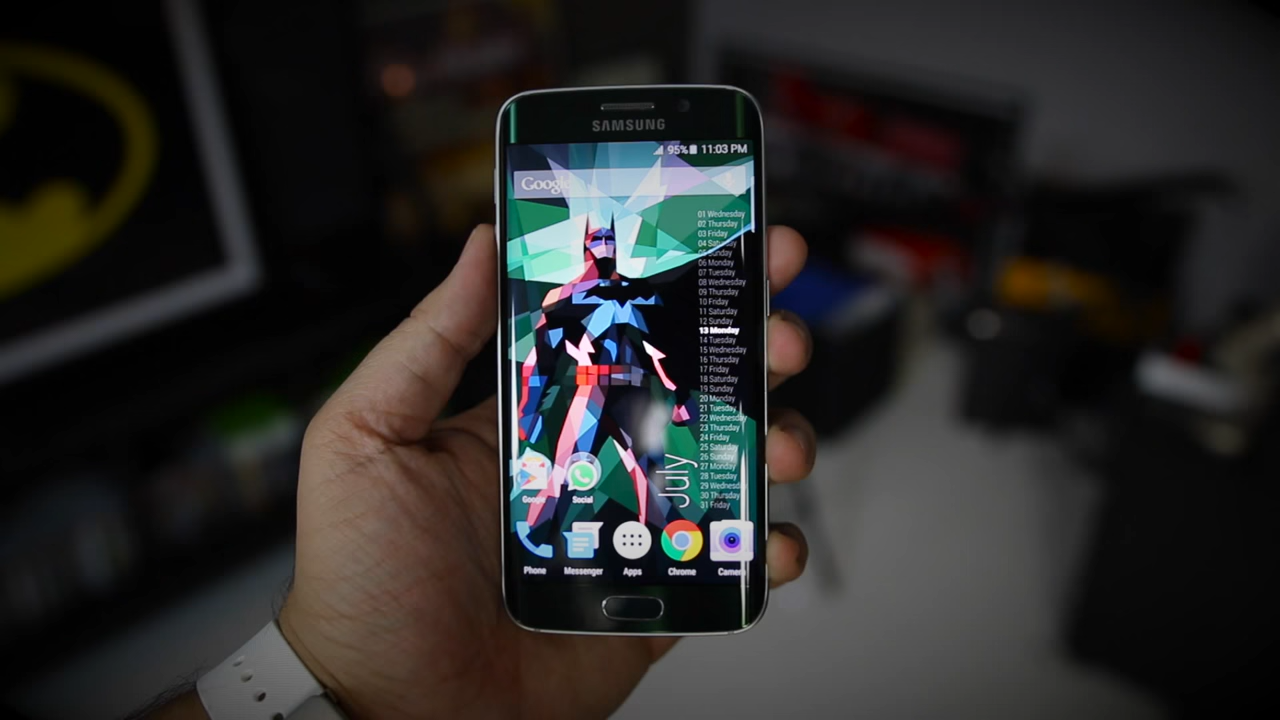 SAMSUNG
95% 11:03 PM
Google
01 Wednesday
02 Thursday
03 Friday
04 Saturday
05 Sunday
06 Monday
07 Tuesday
08 Wednesday
09 Thursday
10 Friday
11 Saturday
12 Sunday
13 Monday
14 Tuesday
15 Wednesday
16 Thursday
17 Friday
18 Saturday
19 Sunday
20 Monday
21 Tuesday
22 Wednesday
23 Thursday
24 Friday
25 Saturday
26 Sunday
27 Monday
28 Tuesday
29 Wednesd
30 Thursday
31 Friday
July
Google Social
Phone Messenger Apps Chrome Camera